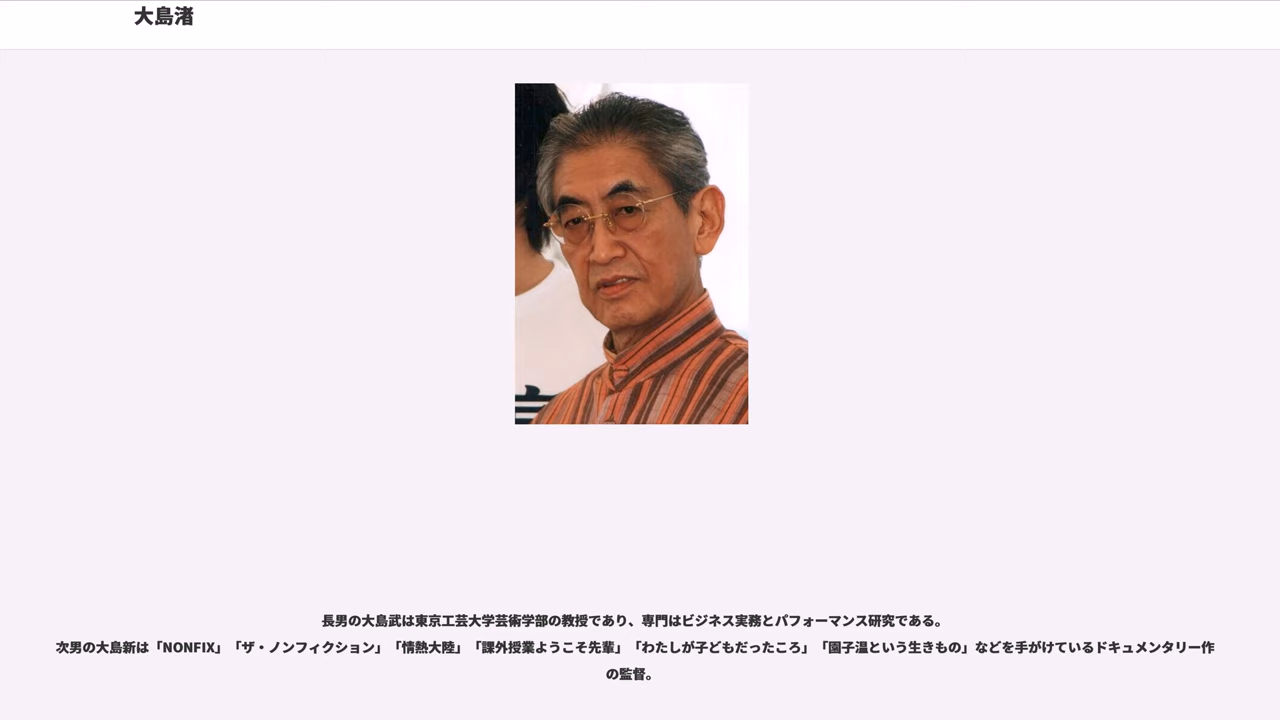 大島渚
長男の大島武は東京工芸大学芸術学部の教授であり、専門はビジネス実務とパフォーマンス研究である。
次男の大島新は「NONFIX」「ザ・ノンフィクション」「情熱大陸」「課外授業ようこそ先輩」「わたしが子どもだったころ」「園子温という生きもの」などを手がけているドキュメンタリー作
の監督。